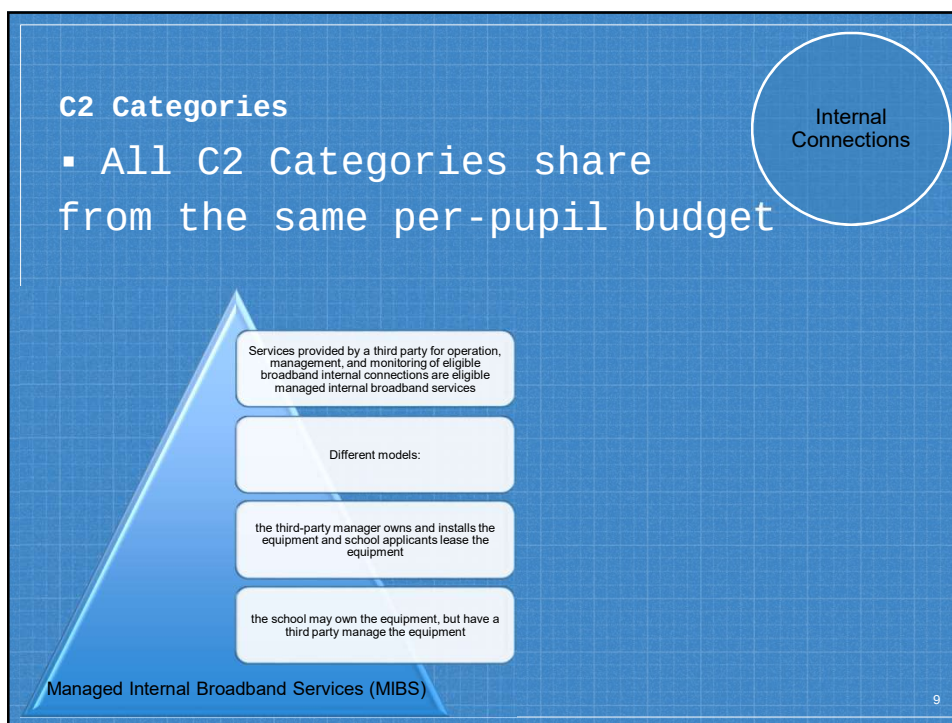 C2 Categories
▪ All C2 Categories share
from the same per-pupil budget
Internal
Connections
Services provided by a third party for operation,
management, and monitoring of eligible
broadband internal connections are eligible
managed internal broadband services
Different models:
the third-party manager owns and installs the
equipment and school applicants lease the
equipment
the school may own the equipment, but have a
third party manage the equipment
Managed Internal Broadband Services (MIBS)
9